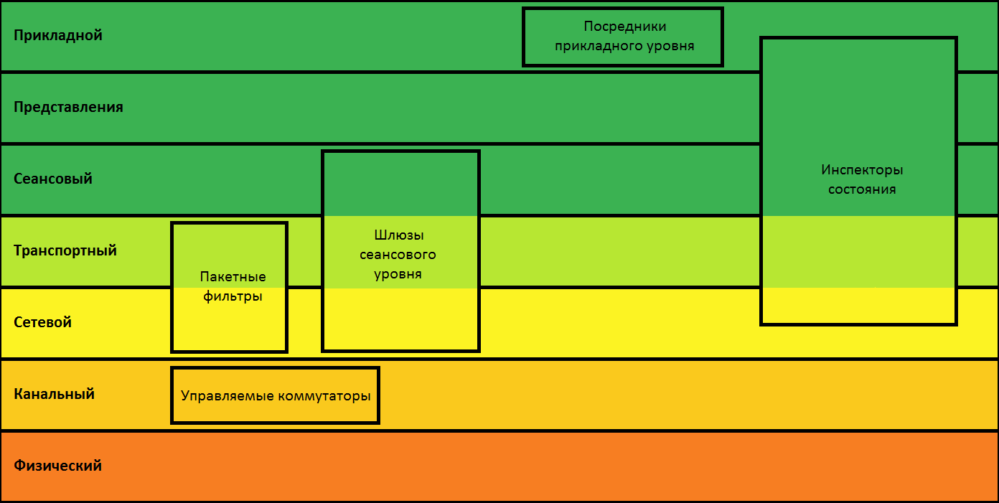 Прикладной
Посредники
прикладного уровня
Представления
Сеансовый
Инспекторы
состояния
Транспортный
Шлюзы
сеансового
уровня
Пакетные
фильтры
Сетевой
Канальный
Управляемые коммутаторы
Физический